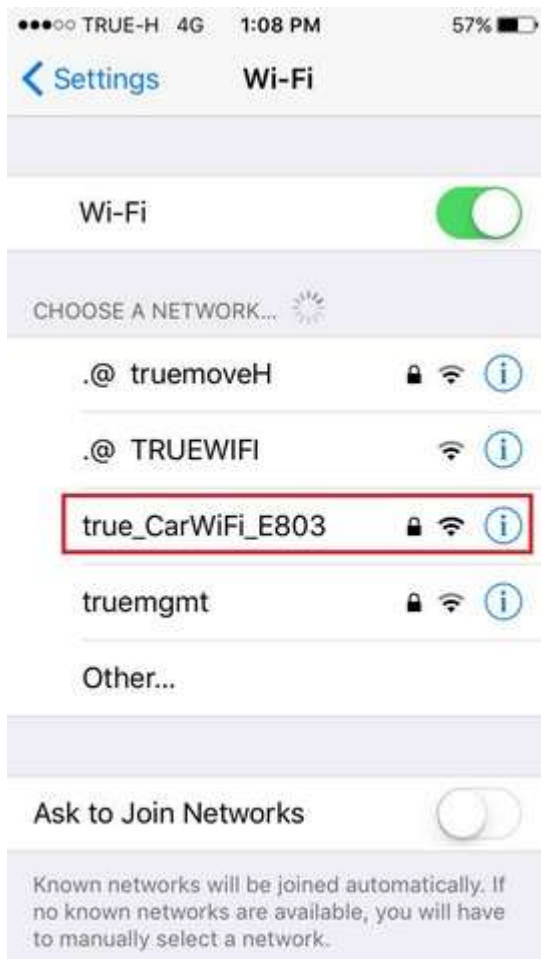 TRUE-H 4G 1:08 PM 57%
Settings Wi-Fi
Wi-Fi
CHOOSE A NETWORK...
.@ truemoveH
.@ TRUEWIFI
true_CarWiFi_E803
truemgmt
Other...
Ask to Join Networks
Known networks will be joined automatically. If
no known networks are available, you will have
to manually select a network.